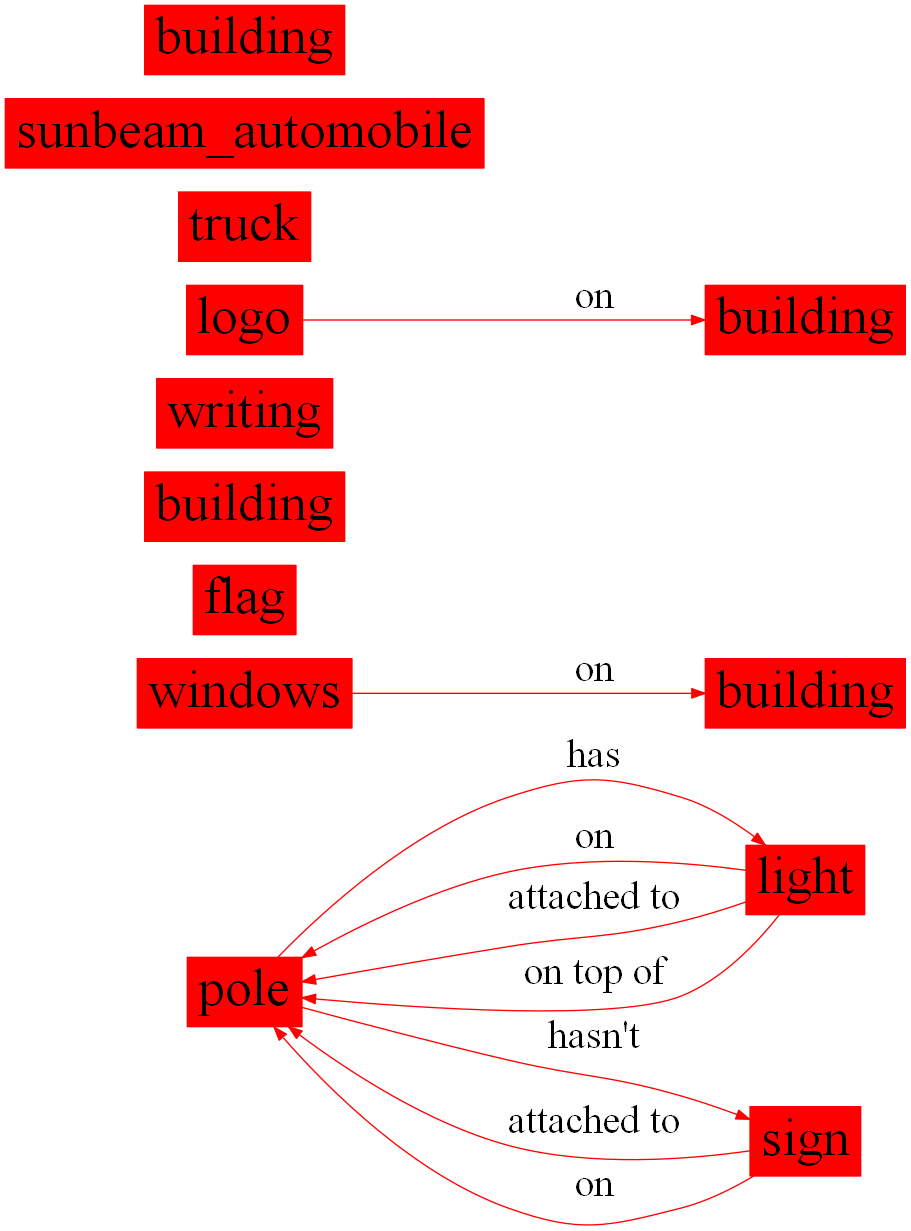 building
sunbeam_automobile
truck
logo on building
writing
building
flag
windows on building
has
on
light
attached to
pole
on top of
hasn't
attached to
sign
on